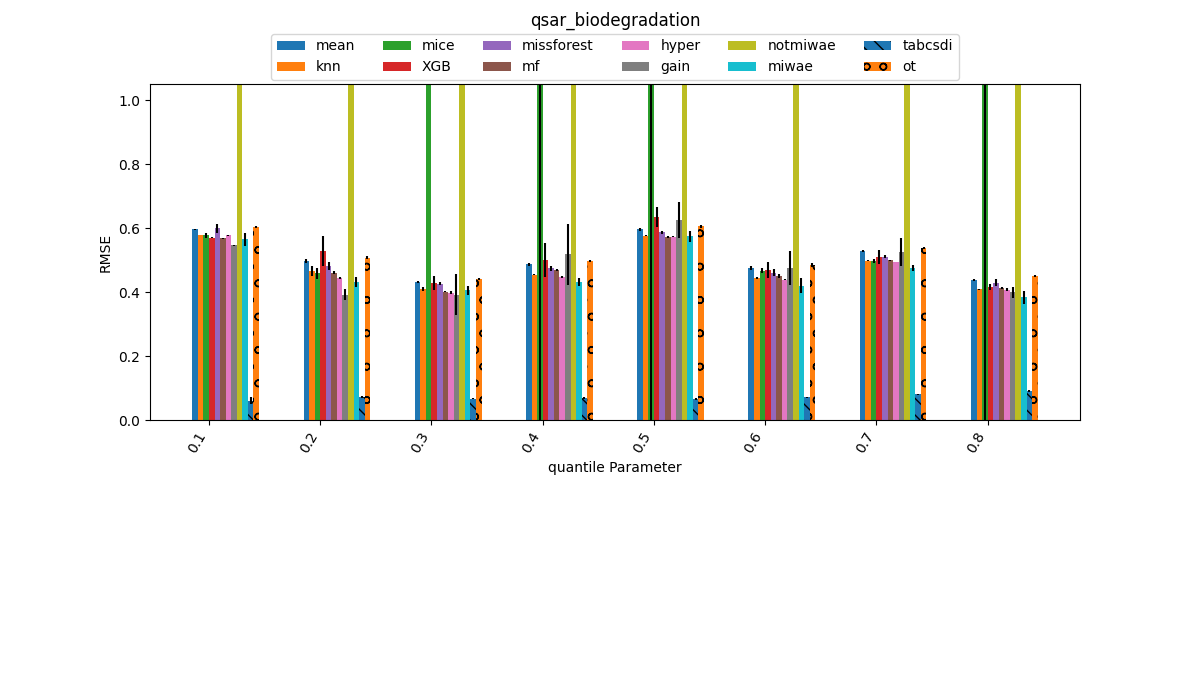 qsar_biodegradation
mean mice missforest hyper notmiwae tabcsdi
knn XGB mf gain miwae ot
1.0
0.8
0.6
0.4
0.2
0.0
RMSE
0.1 0.2 0.3 0.4 0.5 0.6 0.7 0.8
quantile Parameter